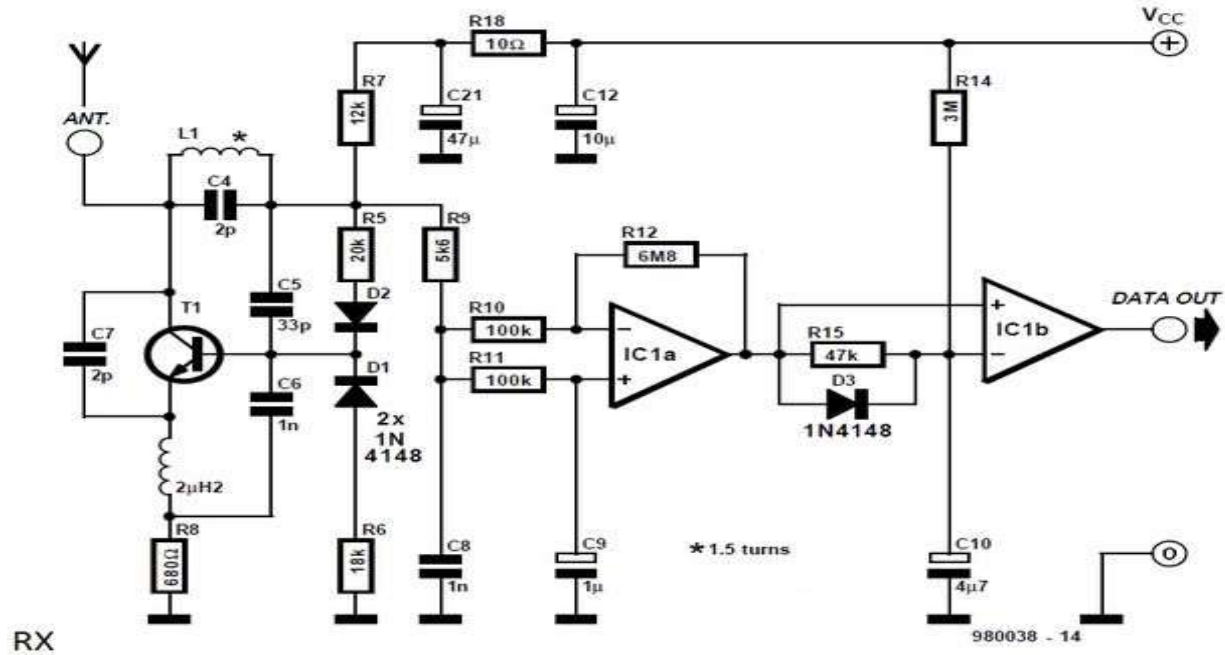 R18
10Ω
VCC
+
R7
12k
C21
47µ
C12
10µ
R14
3M
ANT.
L1
*
C4
2p
R5
20k
R9
5k6
R12
6M8
C5
33p
D2
T1
C7
2p
R10
100k
−
IC1a
R11
100k
+
R15
47k
D3
1N4148
+
IC1b
−
DATA OUT
D1
C6
1n
2x
1N
4148
2µH2
R8
680Ω
R6
18k
C8
1n
C9
1µ
* 1.5 turns
C10
4µ7
0
980038 - 14
RX